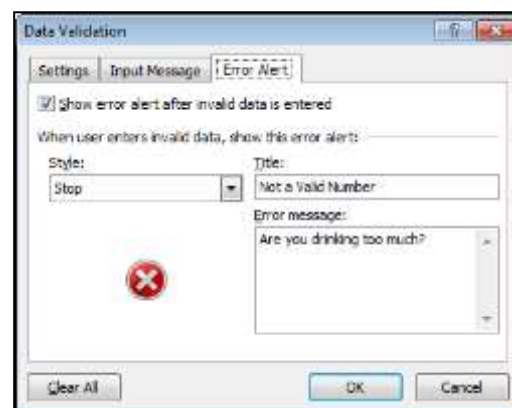 Data Validation
Settings Input Message Error Alert
Show error alert after invalid data is entered
When user enters invalid data, show this error alert:
Style: Title:
Stop Not a Valid Number
Error message:
Are you drinking too much?
Clear All OK Cancel